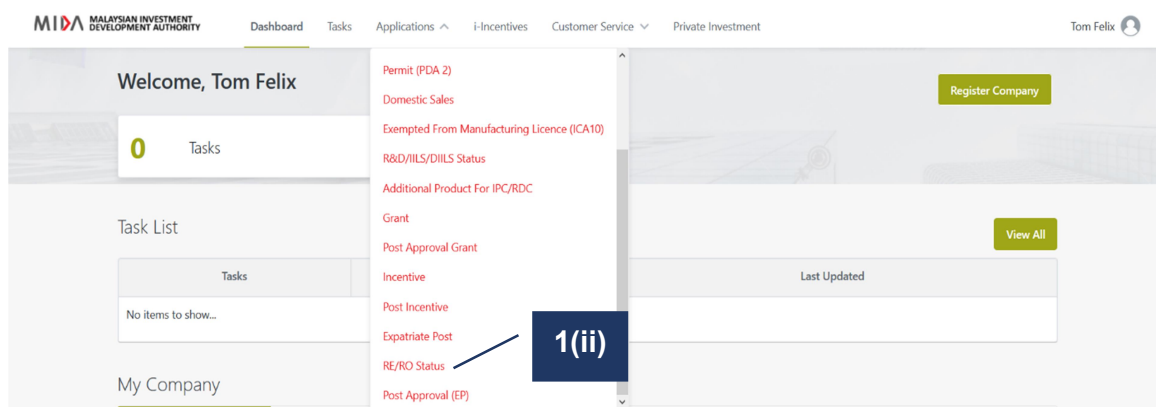 MIDA MALAYSIAN INVESTMENT DEVELOPMENT AUTHORITY
Dashboard Tasks Applications i-Incentives Customer Service Private Investment Tom Felix
Welcome, Tom Felix
Register Company
0 Tasks
Permit (PDA 2)
Domestic Sales
Exempted From Manufacturing Licence (ICA10)
R&D/IILS/DIILS Status
Additional Product For IPC/RDC
Grant
Post Approval Grant
Incentive
Post Incentive
Expatriate Post
RE/RO Status
Post Approval (EP)
1(ii)
Task List
View All
Tasks Last Updated
No items to show...
My Company